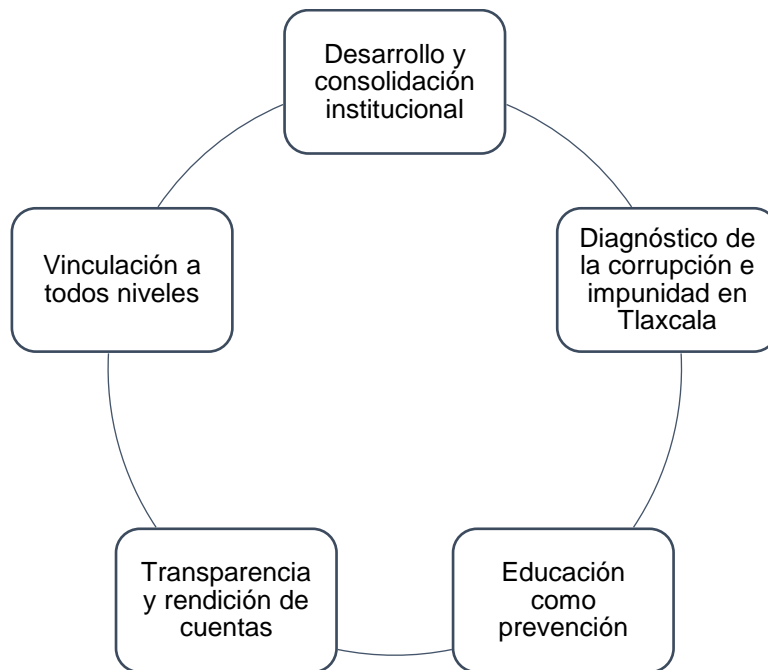 Desarrollo y
consolidación
institucional
Diagnóstico de
la corrupción e
impunidad en
Tlaxcala
Educación
como
prevención
Transparencia
y rendición de
cuentas
Vinculación a
todos niveles